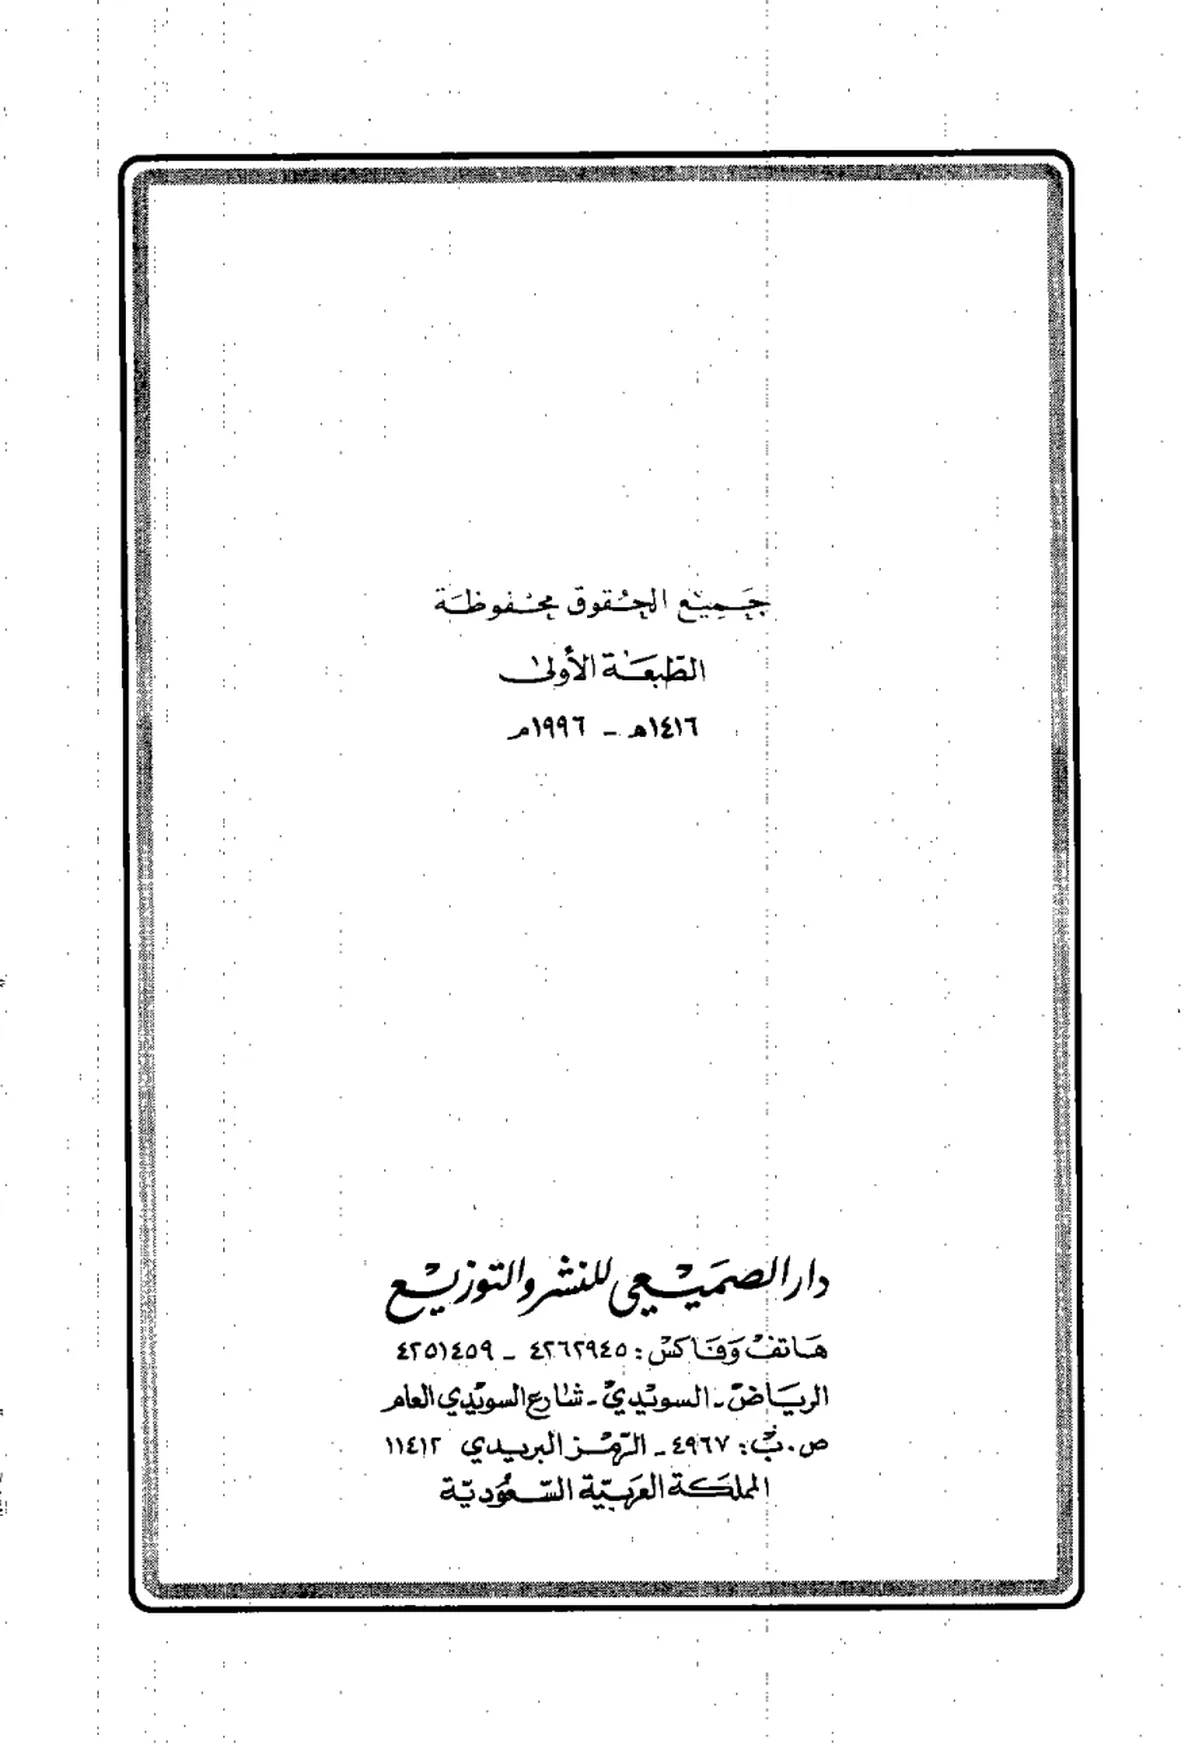 جميع الحقوق محفوظة
الطبعة الأولى
١٤١٦هـ - ١٩٩٦م
دار الصميعي للنشر والتوزيع
هاتف وفاكس: ٤٢٦٢٩٤٥ - ٤٢٥١٤٥٩
الرياض - السويدي - شارع السويدي العام
ص.ب: ٤٩٦٧ - الرمز البريدي ١١٤١٢
المملكة العربية السعودية